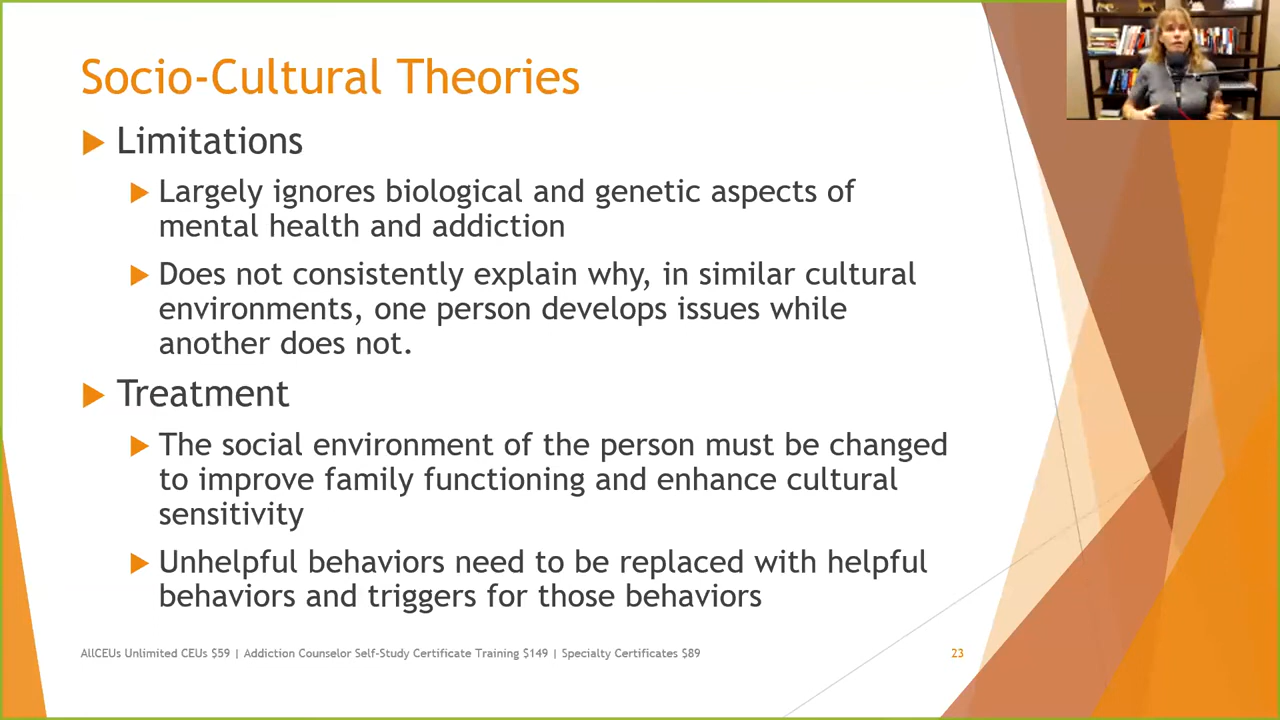 Socio-Cultural Theories
Limitations
Largely ignores biological and genetic aspects of
mental health and addiction
Does not consistently explain why, in similar cultural
environments, one person develops issues while
another does not.
Treatment
The social environment of the person must be changed
to improve family functioning and enhance cultural
sensitivity
Unhelpful behaviors need to be replaced with helpful
behaviors and triggers for those behaviors
AllCEUs Unlimited CEUs $59 | Addiction Counselor Self-Study Certificate Training $149 | Specialty Certificates $89
23